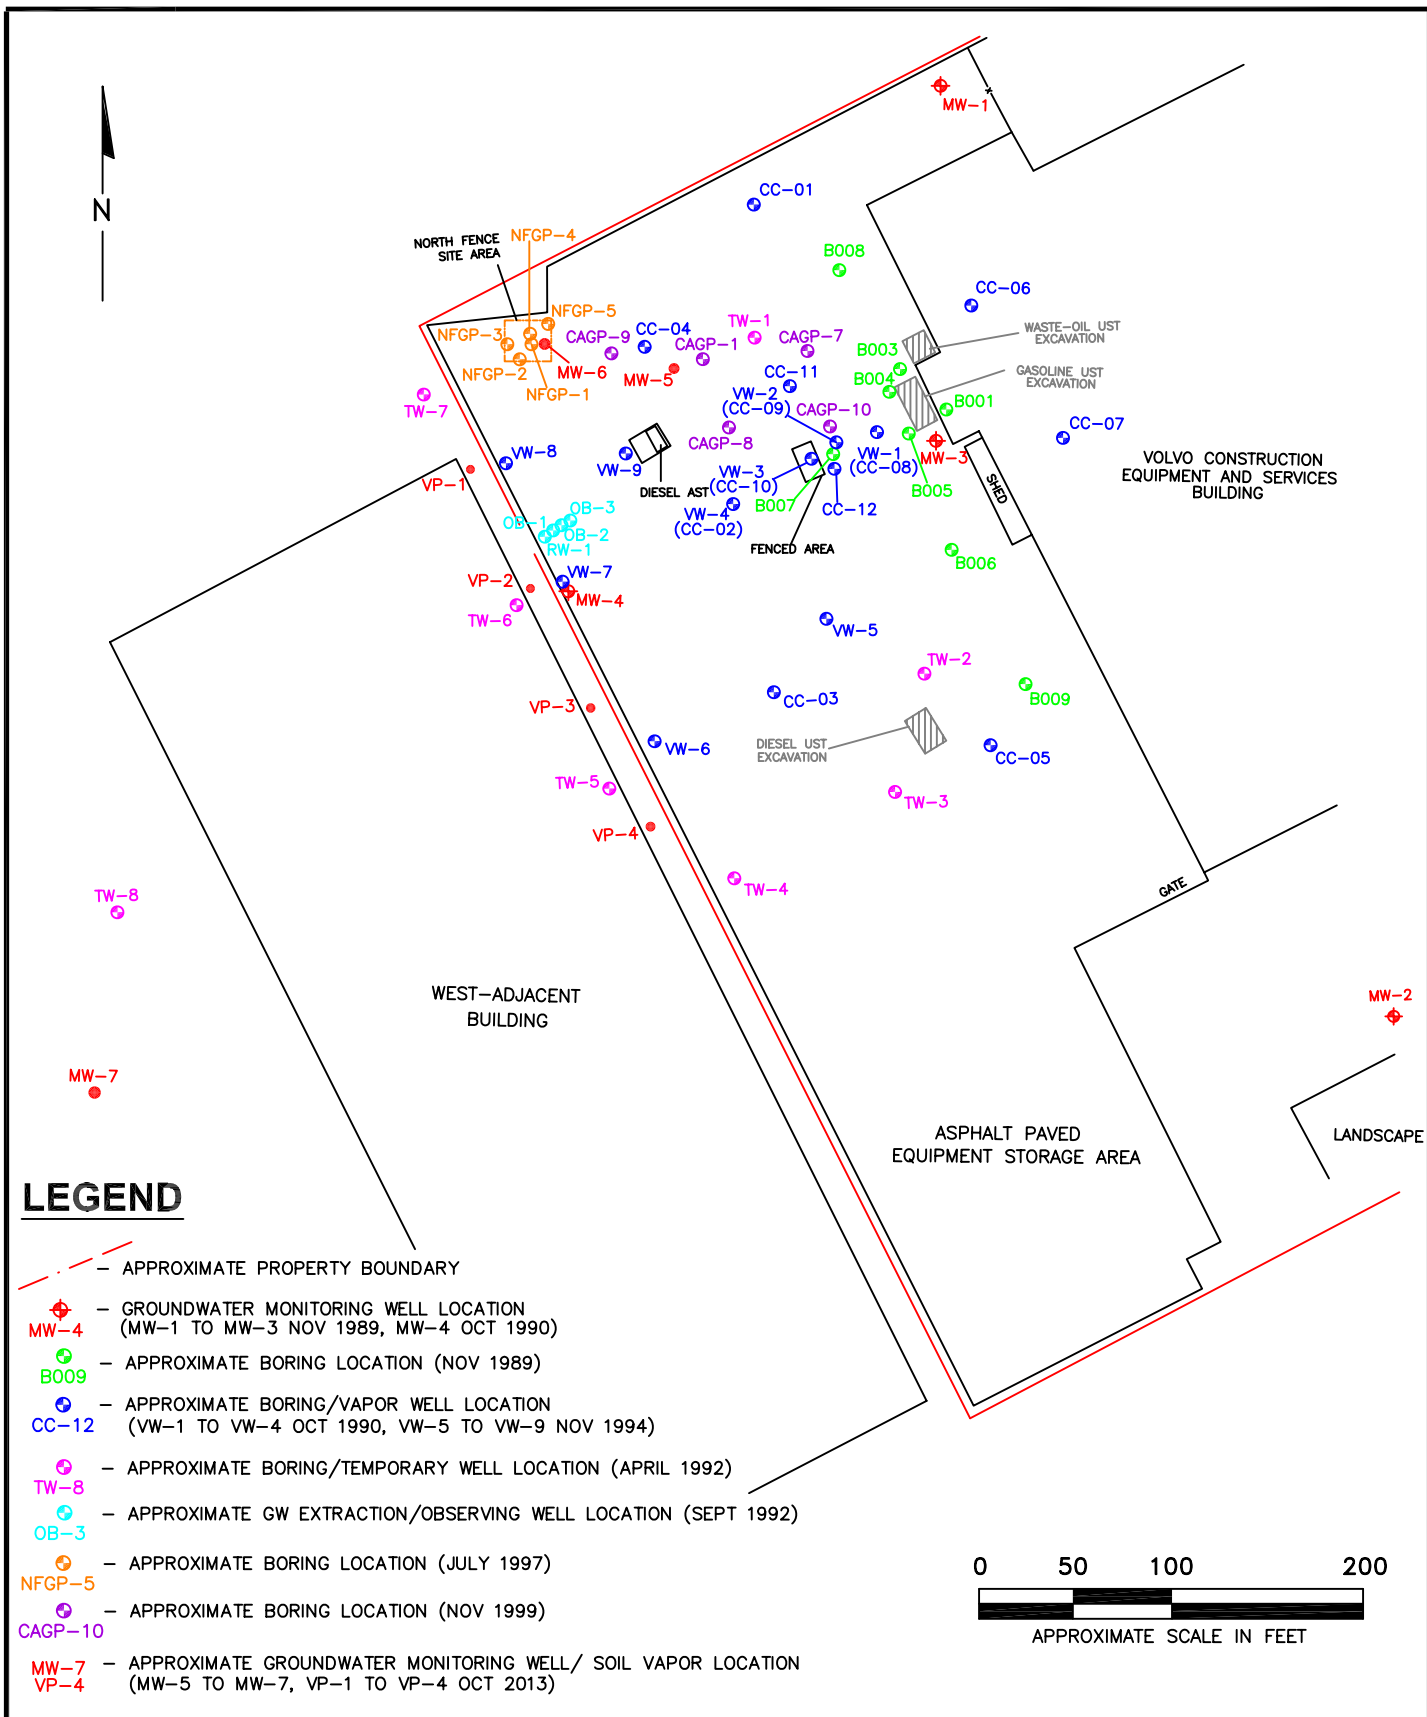 MW-1
N
CC-01
NORTH FENCE
SITE AREA
NFGP-4
B008
CC-06
NFGP-5
NFGP-3
CAGP-9
CC-04
TW-1
CAGP-7
WASTE-OIL UST
EXCAVATION
CAGP-1
B003
NFGP-2
MW-6
MW-5
CC-11
B004
GASOLINE UST
EXCAVATION
NFGP-1
VW-2
(CC-09)
TW-7
CAGP-10
B001
CAGP-8
VW-1
(CC-08)
MW-3
CC-07
VW-8
VW-9
VW-3
(CC-10)
VOLVO CONSTRUCTION
EQUIPMENT AND SERVICES
BUILDING
VP-1
DIESEL AST
B005
SHED
B007
CC-12
OB-3
OB-1
OB-2
RW-1
VW-4
(CC-02)
FENCED AREA
B006
VP-2
VW-7
MW-4
TW-6
VW-5
TW-2
B009
CC-03
VP-3
VW-6
DIESEL UST
EXCAVATION
CC-05
TW-5
TW-3
VP-4
TW-4
GATE
TW-8
WEST-ADJACENT
BUILDING
MW-2
MW-7
ASPHALT PAVED
EQUIPMENT STORAGE AREA
LANDSCAPE
LEGEND
- APPROXIMATE PROPERTY BOUNDARY
MW-4 - GROUNDWATER MONITORING WELL LOCATION
(MW-1 TO MW-3 NOV 1989, MW-4 OCT 1990)
B009 - APPROXIMATE BORING LOCATION (NOV 1989)
CC-12 - APPROXIMATE BORING/VAPOR WELL LOCATION
(VW-1 TO VW-4 OCT 1990, VW-5 TO VW-9 NOV 1994)
TW-8 - APPROXIMATE BORING/TEMPORARY WELL LOCATION (APRIL 1992)
OB-3 - APPROXIMATE GW EXTRACTION/OBSERVING WELL LOCATION (SEPT 1992)
NFGP-5 - APPROXIMATE BORING LOCATION (JULY 1997)
CAGP-10 - APPROXIMATE BORING LOCATION (NOV 1999)
MW-7 - APPROXIMATE GROUNDWATER MONITORING WELL/ SOIL VAPOR LOCATION
VP-4 (MW-5 TO MW-7, VP-1 TO VP-4 OCT 2013)
0 50 100 200
APPROXIMATE SCALE IN FEET